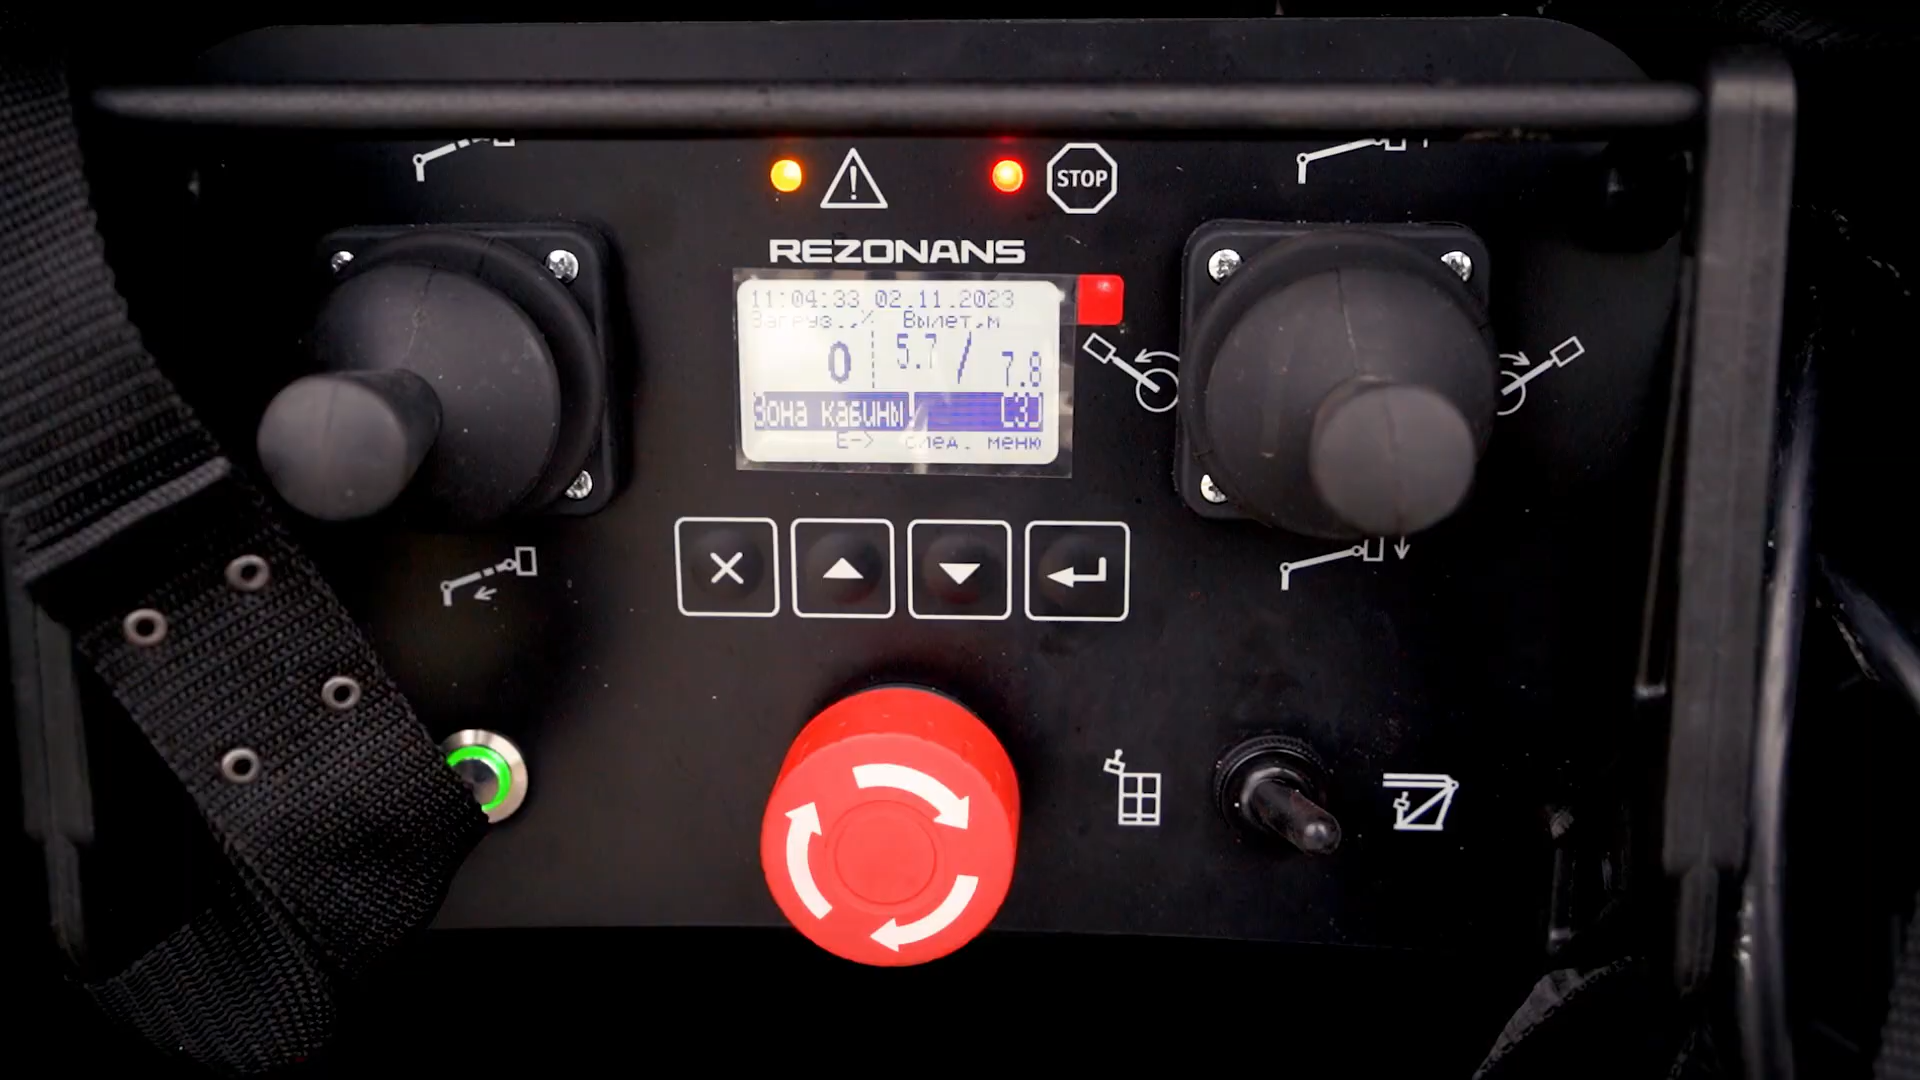 STOP
REZONANS
11:04:33 02.11.2023
Загруз.,% Вылет,м
0 5.7 / 7.8
Зона кабины [3]
E-> след. меню